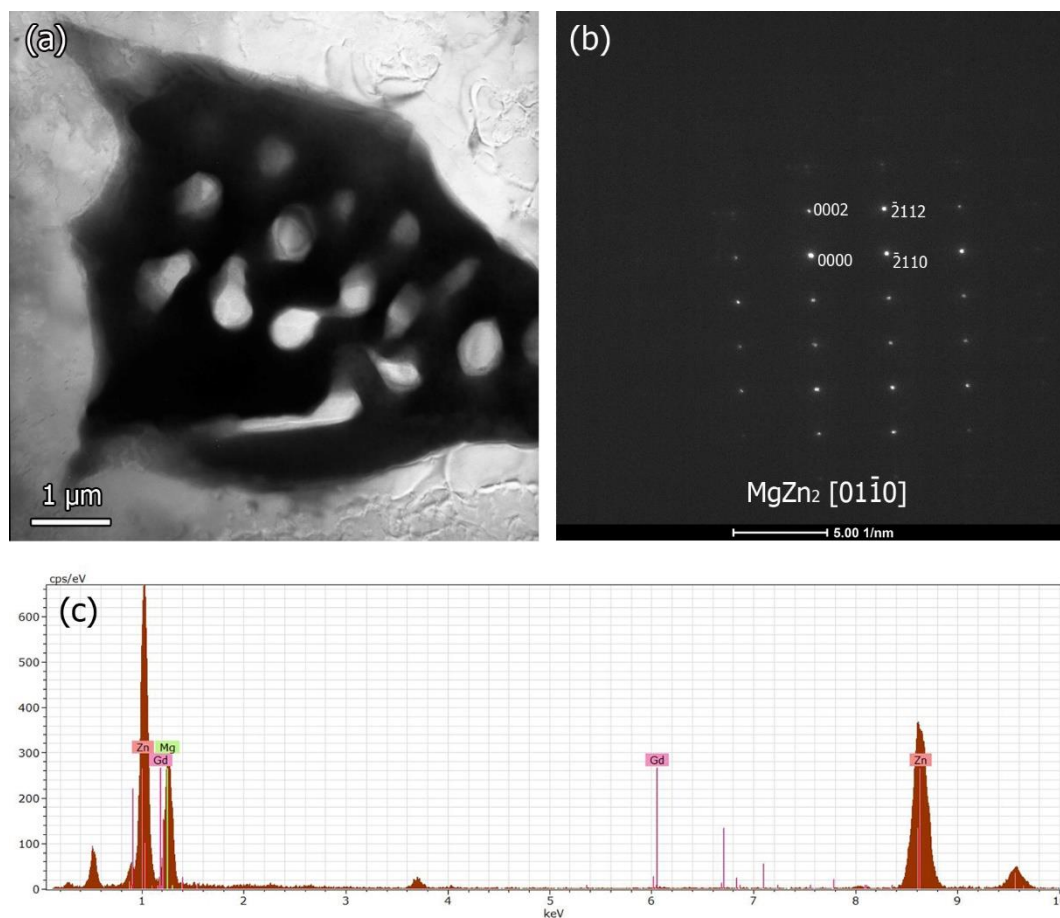 (a)
1 μm
(b)
0002
2̄112
0000
2̄110
MgZn₂ [011̄0]
5.00 1/nm
(c)
cps/eV
600
500
400
300
200
100
0
Zn
Mg
Gd
Gd
Zn
1
2
3
4
5
6
7
8
9
keV